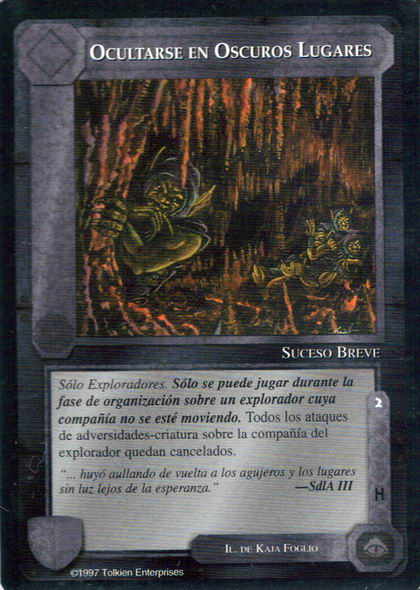 Ocultarse en Oscuros Lugares
Suceso Breve
Sólo Exploradores. Sólo se puede jugar durante la
fase de organización sobre un explorador cuya
compañía no se esté moviendo. Todos los ataques
de adversidades-criatura sobre la compañía del
explorador quedan cancelados.
“... huyó aullando de vuelta a los agujeros y los lugares
sin luz lejos de la esperanza.” —SdlA III
2
H
Il. de Kaja Foglio
©1997 Tolkien Enterprises